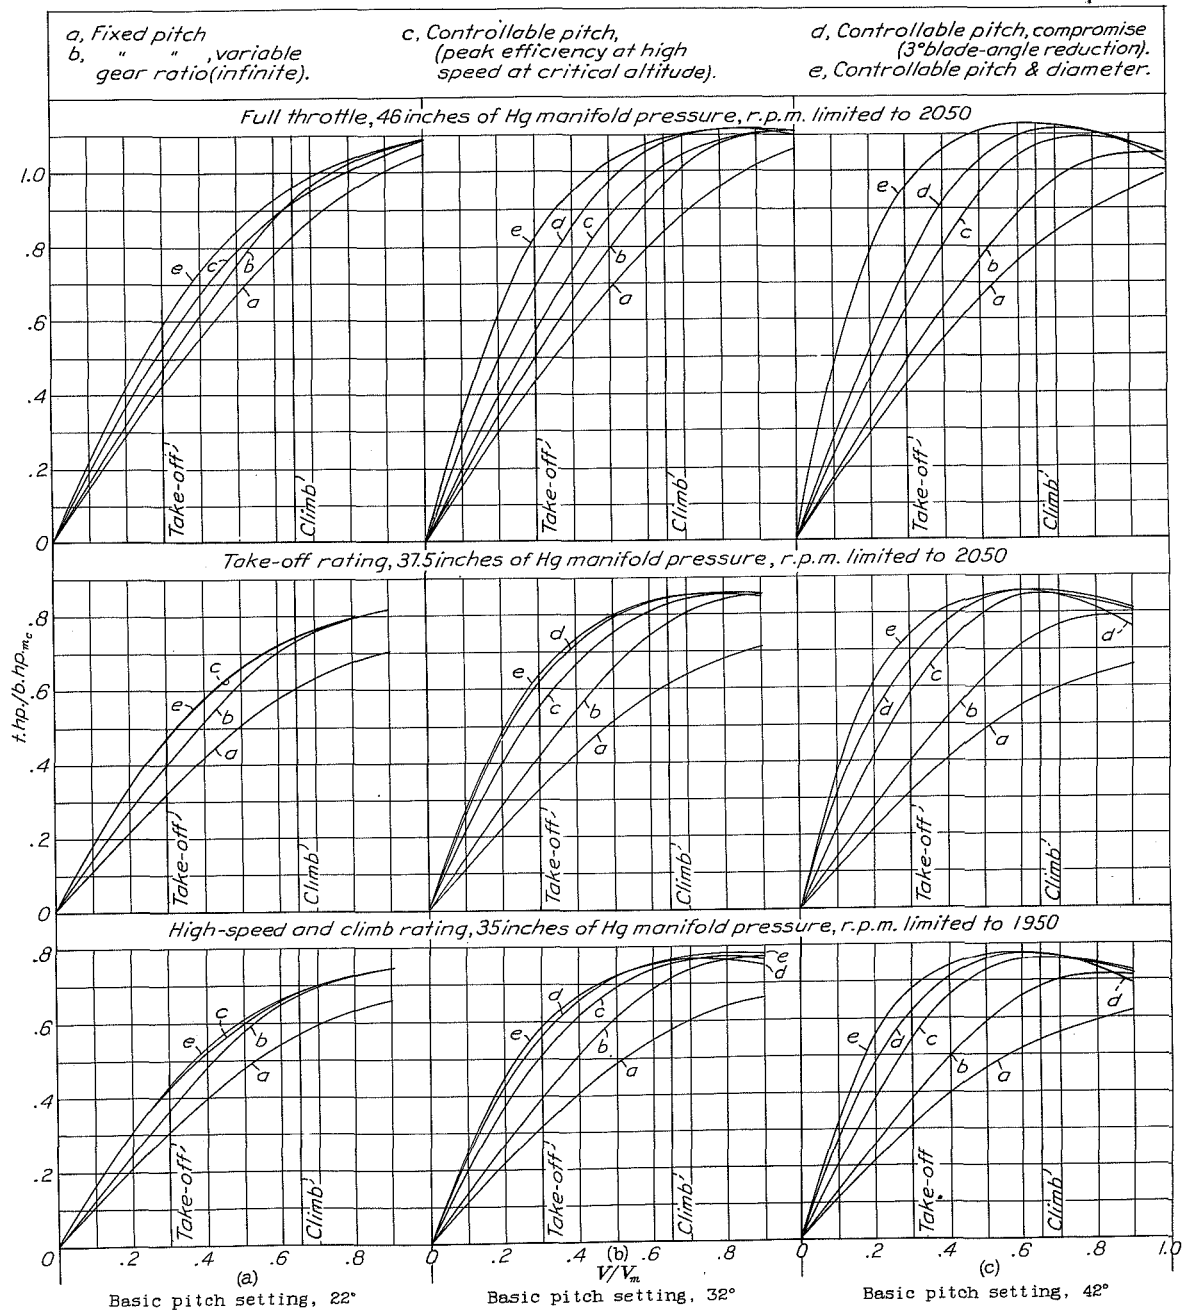 a, Fixed pitch
b, " " , variable
gear ratio (infinite).
c, Controllable pitch,
(peak efficiency at high
speed at critical altitude).
d, Controllable pitch, compromise
(3° blade-angle reduction).
e, Controllable pitch & diameter.
Full throttle, 46 inches of Hg manifold pressure, r.p.m. limited to 2050
1.0
.8
.6
.4
.2
0
e
c
b
a
Take-off
Climb
e
d
c
b
a
Take-off
Climb
e
d
c
b
a
Take-off
Climb
Take-off rating, 37.5 inches of Hg manifold pressure, r.p.m. limited to 2050
t.hp./b.hp.mc
.8
.6
.4
.2
0
c
e
b
a
Take-off
Climb
d
e
c
b
a
Take-off
Climb
e
d
c
b
a
d
Take-off
Climb
High-speed and climb rating, 35 inches of Hg manifold pressure, r.p.m. limited to 1950
.8
.6
.4
.2
0
c
e
b
a
Take-off
Climb
e
d
d
e
c
b
a
Take-off
Climb
e
d
c
b
a
d
Take-off
Climb
0 .2 .4 .6 .8 0 .2 .4 .6 .8 0 .2 .4 .6 .8 1.0
(a) (b) (c)
V/Vm
Basic pitch setting, 22° Basic pitch setting, 32° Basic pitch setting, 42°